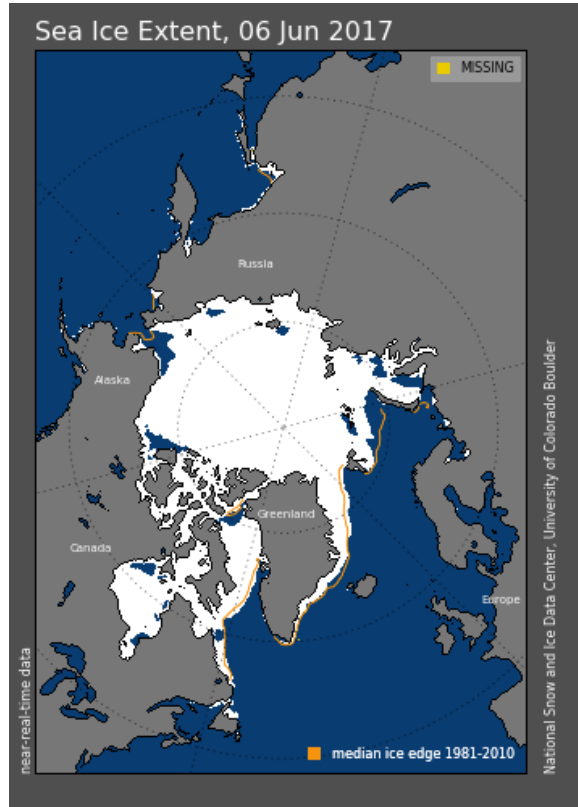 Sea Ice Extent, 06 Jun 2017
MISSING
Russia
Alaska
Greenland
Canada
Europe
near-real-time data
National Snow and Ice Data Center, University of Colorado Boulder
median ice edge 1981-2010